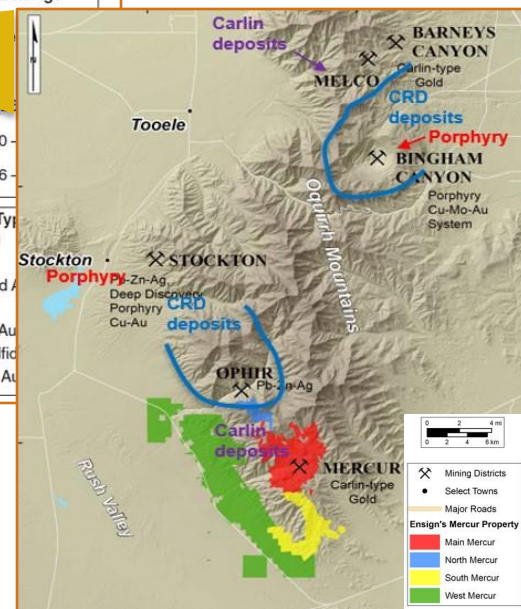 N
Carlin
deposits
BARNEYS
CANYON
Carlin-type
Gold
MELCO
CRD
deposits
Tooele
Porphyry
BINGHAM
CANYON
Porphyry
Cu-Mo-Au
System
Oquirrh Mountains
Stockton
STOCKTON
Porphyry
Pb-Zn-Ag,
Deep Discovery
Porphyry
Cu-Au
CRD
deposits
OPHIR
Pb-Zn-Ag
Carlin
deposits
MERCUR
Carlin-type
Gold
Rush Valley
0 2 4 mi
0 2 4 6 km
Mining Districts
Select Towns
Major Roads
Ensign's Mercur Property
Main Mercur
North Mercur
South Mercur
West Mercur